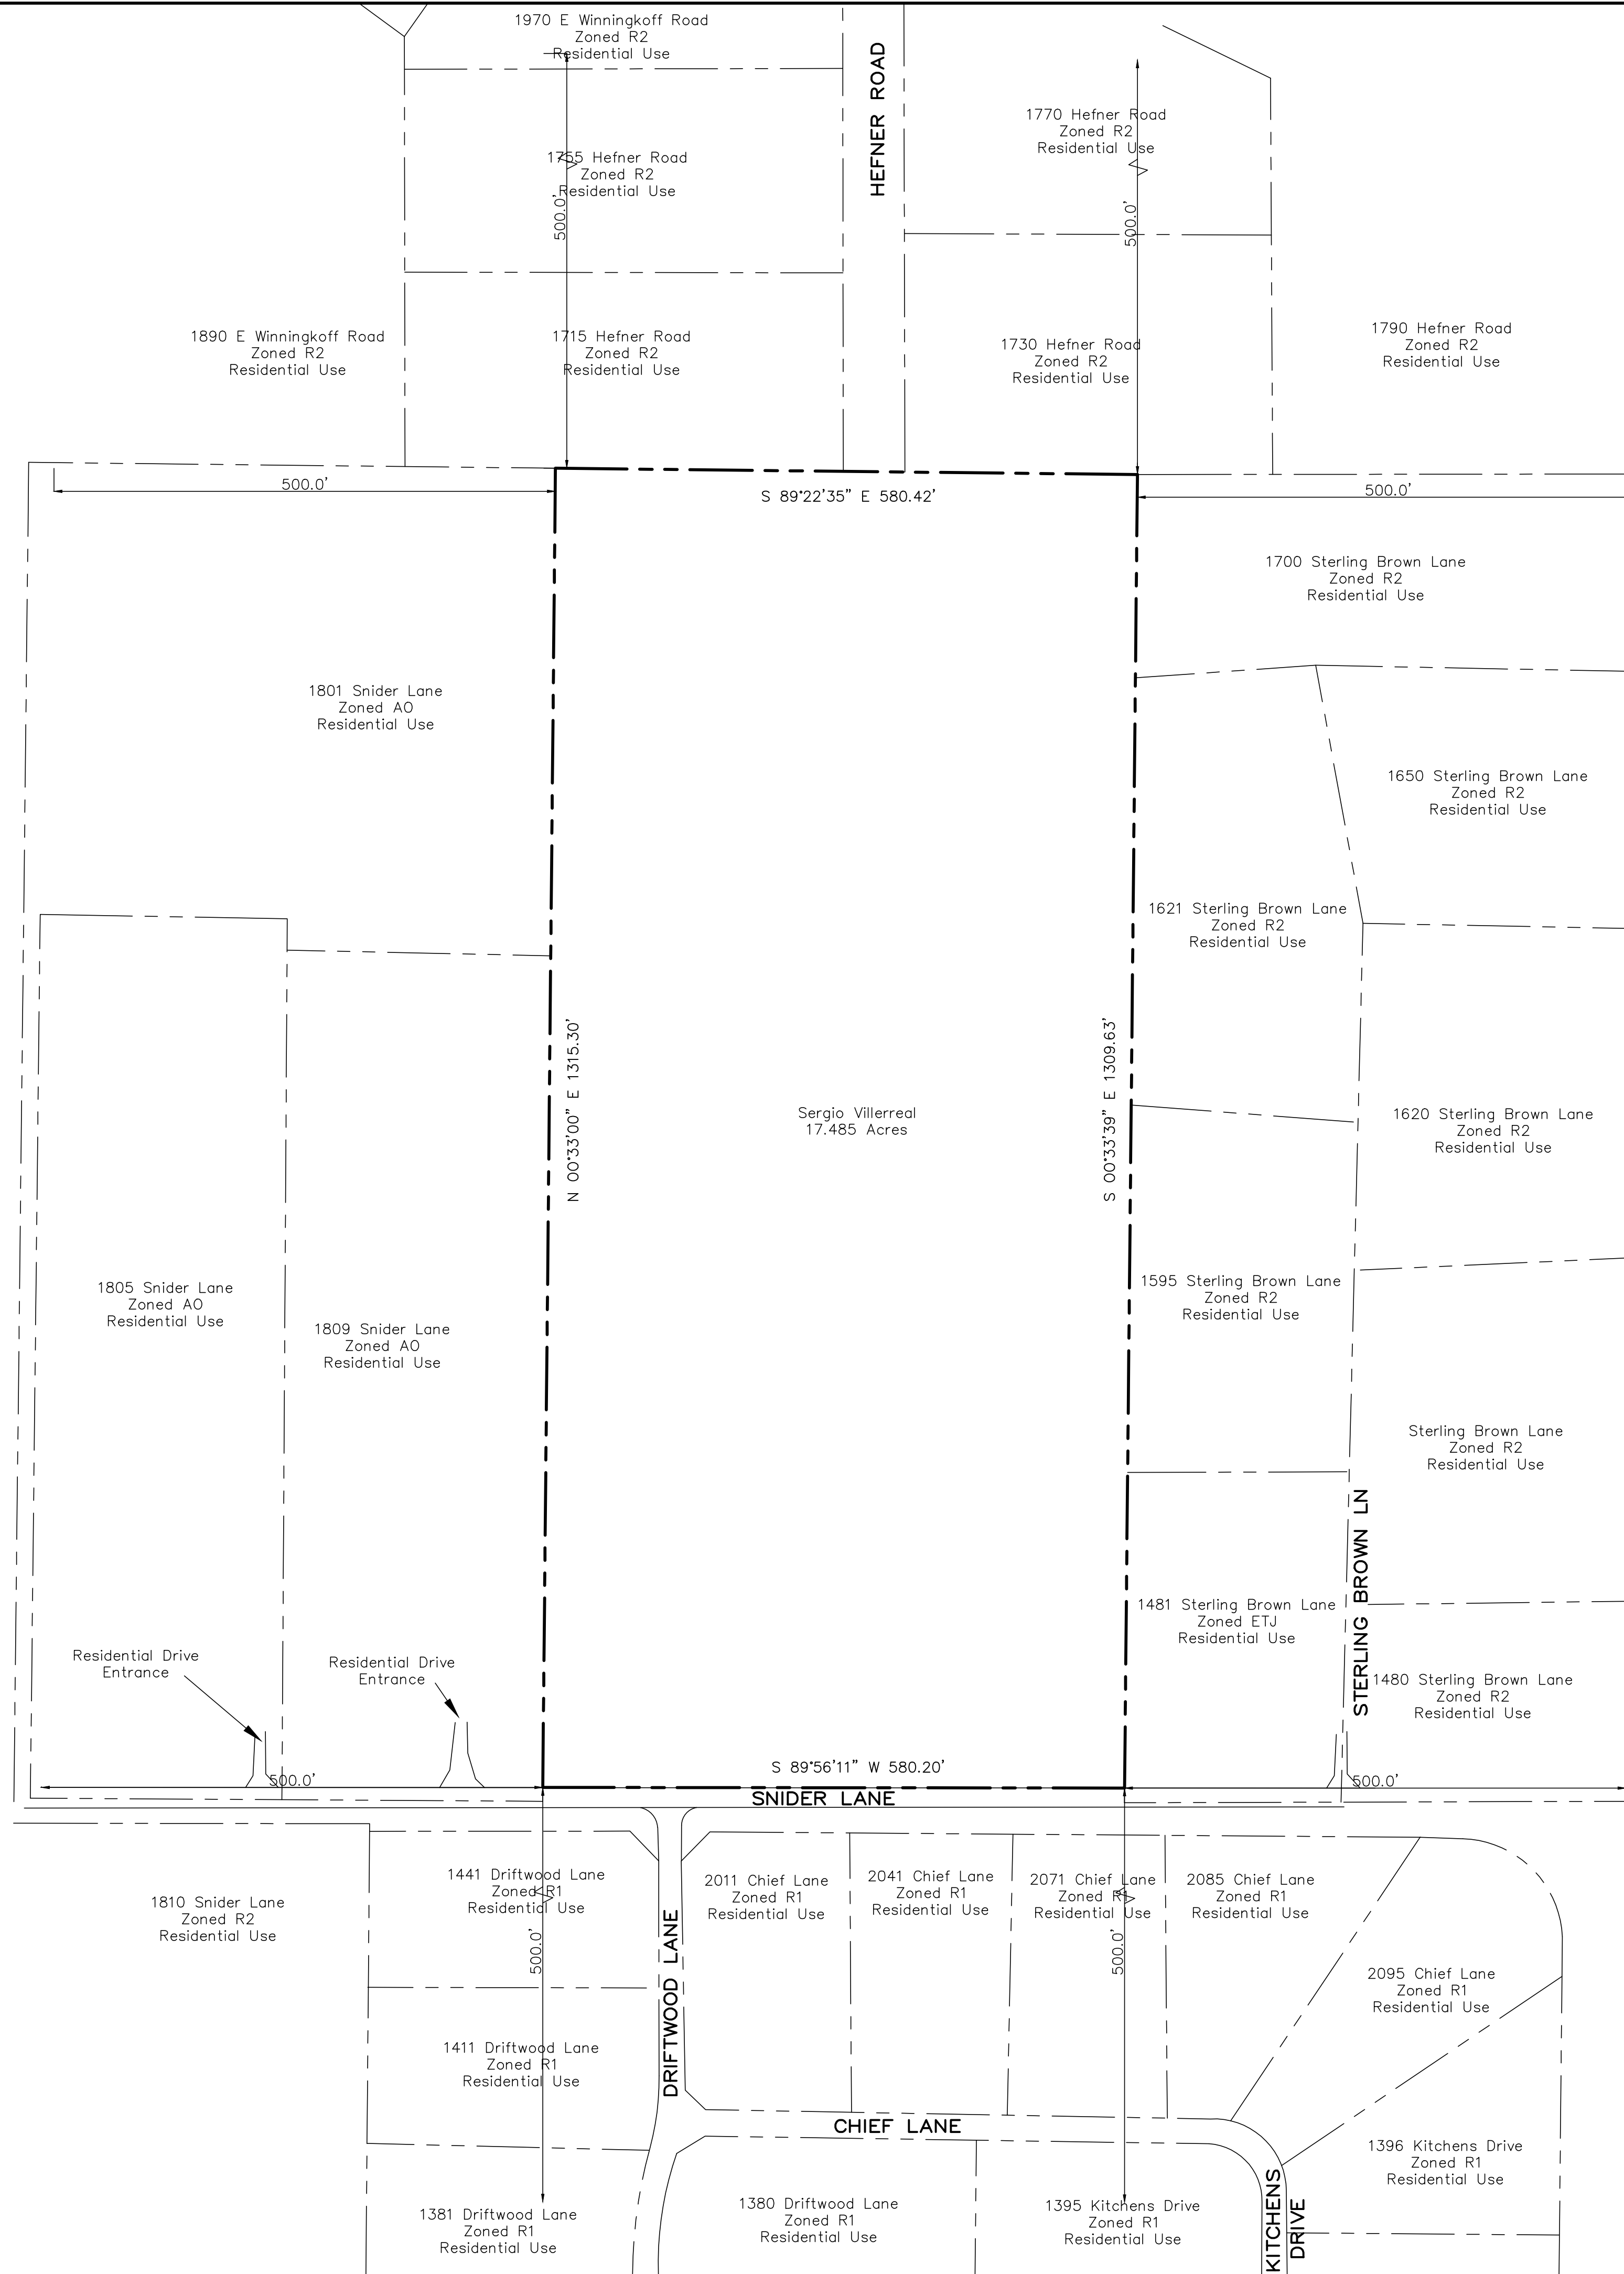 1970 E Winningkoff Road
Zoned R2
Residential Use
HEFNER ROAD
1770 Hefner Road
Zoned R2
Residential Use
1755 Hefner Road
Zoned R2
Residential Use
500.0'
500.0'
1890 E Winningkoff Road
Zoned R2
Residential Use
1715 Hefner Road
Zoned R2
Residential Use
1730 Hefner Road
Zoned R2
Residential Use
1790 Hefner Road
Zoned R2
Residential Use
500.0'
S 89°22'35" E 580.42'
500.0'
1700 Sterling Brown Lane
Zoned R2
Residential Use
1801 Snider Lane
Zoned AO
Residential Use
1650 Sterling Brown Lane
Zoned R2
Residential Use
1621 Sterling Brown Lane
Zoned R2
Residential Use
N 00°33'00" E 1315.30'
Sergio Villerreal
17.485 Acres
S 00°33'39" E 1309.63'
1620 Sterling Brown Lane
Zoned R2
Residential Use
1805 Snider Lane
Zoned AO
Residential Use
1809 Snider Lane
Zoned AO
Residential Use
1595 Sterling Brown Lane
Zoned R2
Residential Use
Sterling Brown Lane
Zoned R2
Residential Use
STERLING BROWN LN
1481 Sterling Brown Lane
Zoned ETJ
Residential Use
Residential Drive
Entrance
Residential Drive
Entrance
1480 Sterling Brown Lane
Zoned R2
Residential Use
500.0'
S 89°56'11" W 580.20'
500.0'
SNIDER LANE
1810 Snider Lane
Zoned R2
Residential Use
1441 Driftwood Lane
Zoned R1
Residential Use
2011 Chief Lane
Zoned R1
Residential Use
2041 Chief Lane
Zoned R1
Residential Use
2071 Chief Lane
Zoned R1
Residential Use
2085 Chief Lane
Zoned R1
Residential Use
500.0'
DRIFTWOOD LANE
500.0'
2095 Chief Lane
Zoned R1
Residential Use
1411 Driftwood Lane
Zoned R1
Residential Use
CHIEF LANE
1396 Kitchens Drive
Zoned R1
Residential Use
1381 Driftwood Lane
Zoned R1
Residential Use
1380 Driftwood Lane
Zoned R1
Residential Use
1395 Kitchens Drive
Zoned R1
Residential Use
KITCHENS
DRIVE